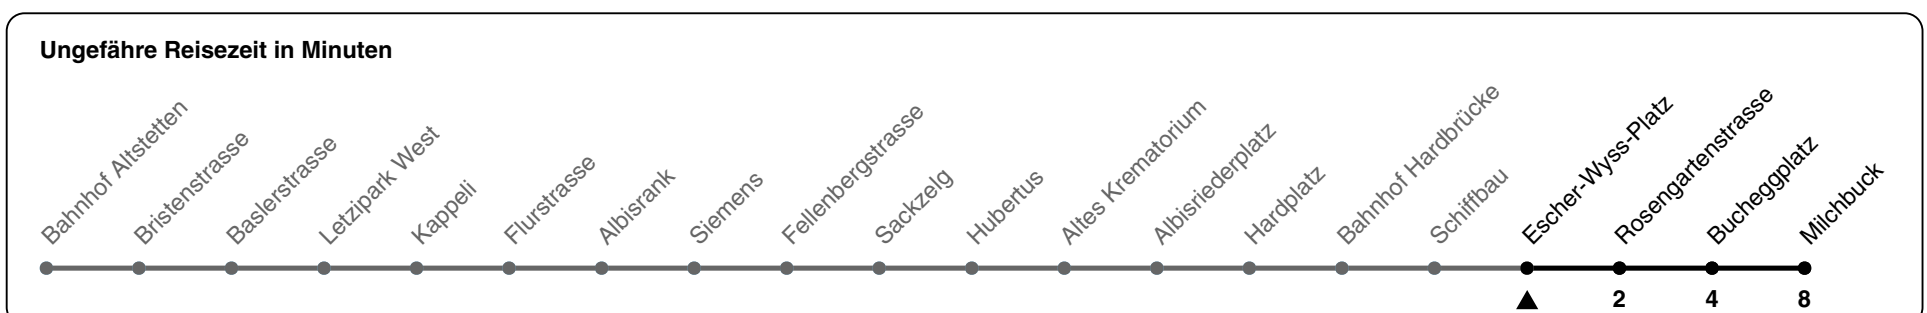 Ungefähre Reisezeit in Minuten
Bahnhof Altstetten
Bristenstrasse
Baslerstrasse
Letzipark West
Kappeli
Flurstrasse
Albisrank
Siemens
Fellenbergstrasse
Sackzelg
Hubertus
Altes Krematorium
Albisriederplatz
Hardplatz
Bahnhof Hardbrücke
Schiffbau
Escher-Wyss-Platz
Rosengartenstrasse
Bucheggplatz
Milchbuck
2 4 8